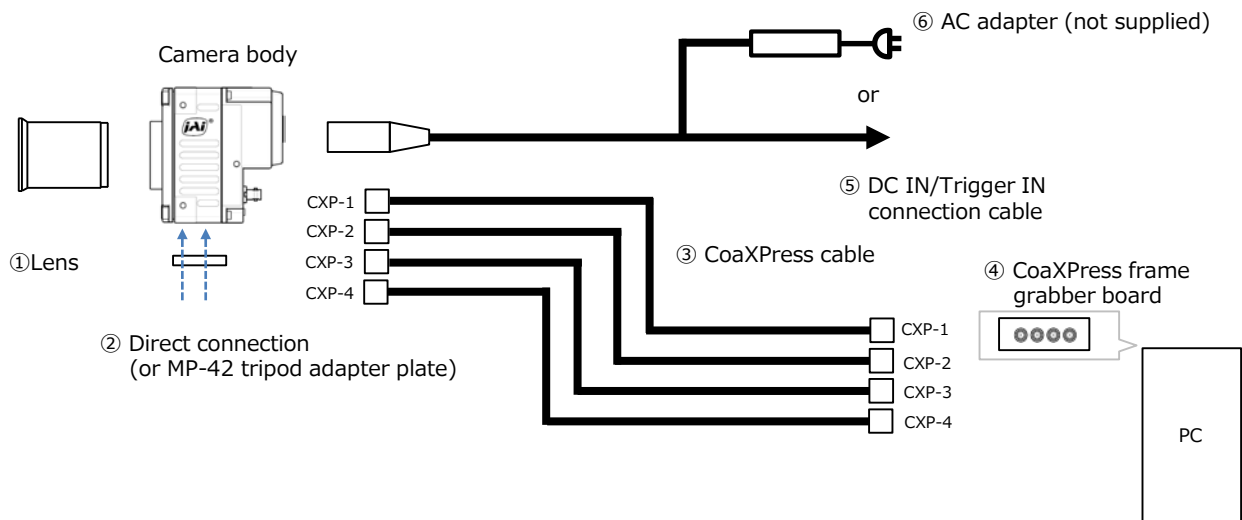 ⑥ AC adapter (not supplied)
Camera body
or
JAI
⑤ DC IN/Trigger IN
connection cable
CXP-1
CXP-2
CXP-3
CXP-4
①Lens
③ CoaXPress cable
④ CoaXPress frame
grabber board
② Direct connection
(or MP-42 tripod adapter plate)
CXP-1
CXP-2
CXP-3
CXP-4
PC